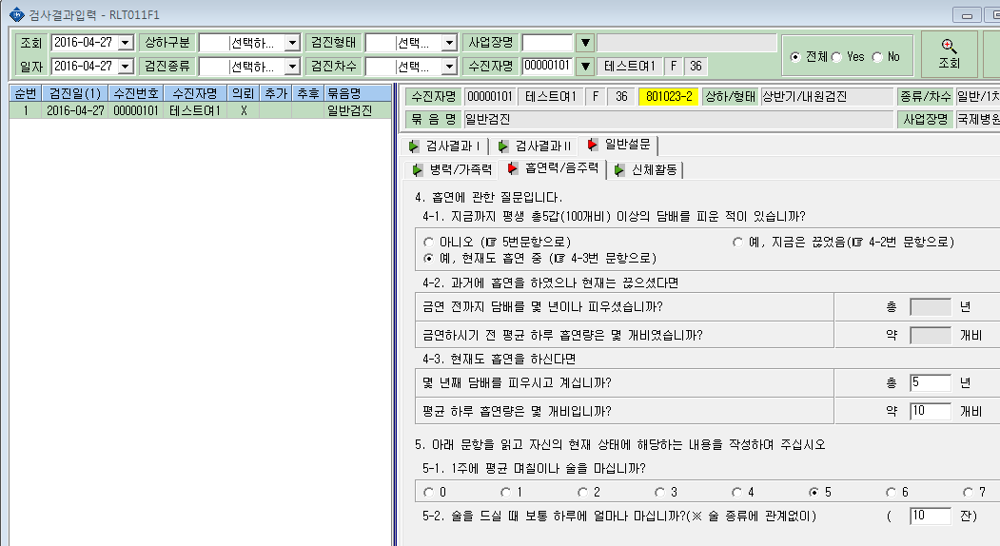 검사결과입력 - RLT011F1
조회 2016-04-27 상하구분 선택하... 검진형태 선택... 사업장명 ▼
일자 2016-04-27 검진종류 선택하... 검진차수 선택... 수진자명 00000101 ▼ 테스트여1 F 36
전체 Yes No
조회
순번 검진일(1) 수진번호 수진자명 의뢰 추가 추후 묶음명
1 2016-04-27 00000101 테스트여1 X 일반검진
수진자명 00000101 테스트여1 F 36 801023-2 상하/형태 상반기/내원검진 종류/차수 일반/1차
묶 음 명 일반검진 사업장명 국제병원
검사결과 I 검사결과 II 일반설문
병력/가족력 흡연력/음주력 신체활동
4. 흡연에 관한 질문입니다.
4-1. 지금까지 평생 총5갑(100개비) 이상의 담배를 피운 적이 있습니까?
아니오 (☞ 5번문항으로) 예, 지금은 끊었음(☞ 4-2번 문항으로)
예, 현재도 흡연 중 (☞ 4-3번 문항으로)
4-2. 과거에 흡연을 하였으나 현재는 끊으셨다면
금연 전까지 담배를 몇 년이나 피우셨습니까? 총 년
금연하시기 전 평균 하루 흡연량은 몇 개비였습니까? 약 개비
4-3. 현재도 흡연을 하신다면
몇 년째 담배를 피우시고 계십니까? 총 5 년
평균 하루 흡연량은 몇 개비입니까? 약 10 개비
5. 아래 문항을 읽고 자신의 현재 상태에 해당하는 내용을 작성하여 주십시오
5-1. 1주에 평균 며칠이나 술을 마십니까?
0 1 2 3 4 5 6 7
5-2. 술을 드실 때 보통 하루에 얼마나 마십니까?(※ 술 종류에 관계없이) ( 10 잔)